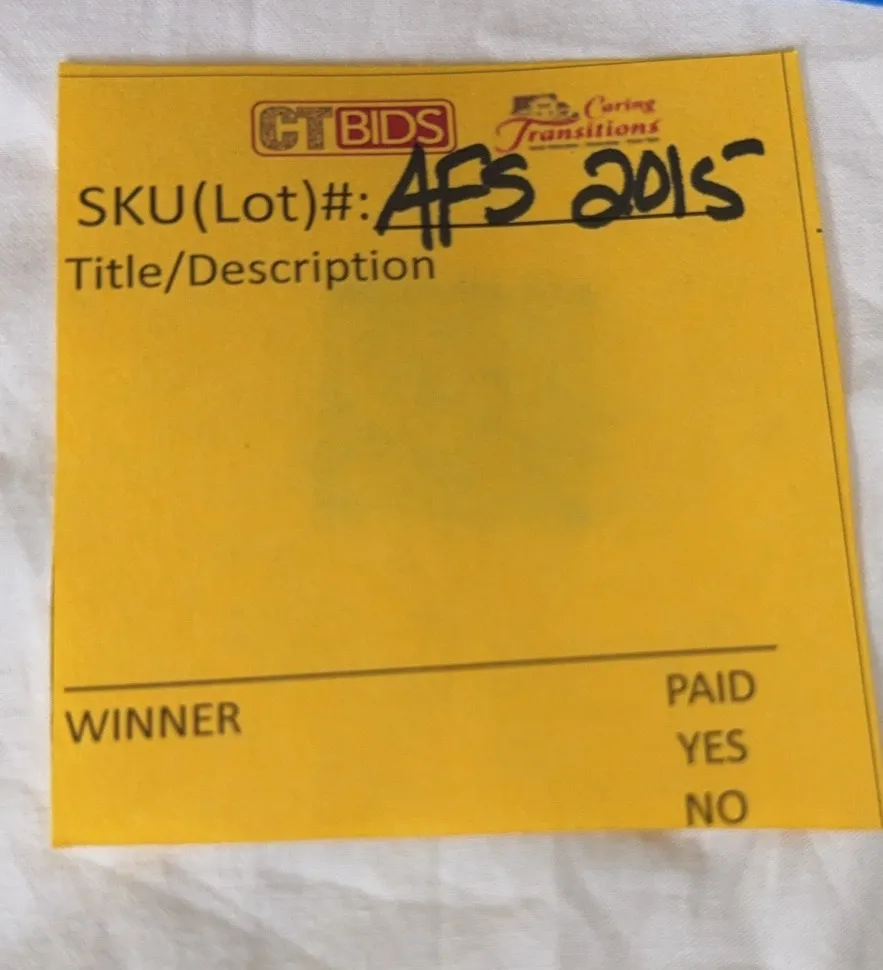 CTBIDS Caring Transitions
SKU(Lot)#: AFS 2015
Title/Description
WINNER PAID
YES
NO